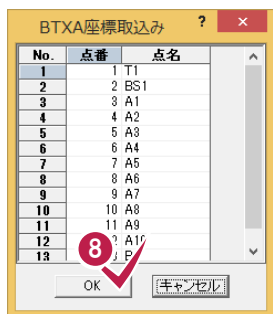 BTXA座標取込み ? ×
No. 点番 点名
1 1 T1
2 2 BS1
3 3 A1
4 4 A2
5 5 A3
6 6 A4
7 7 A5
8 8 A6
9 9 A7
10 10 A8
11 11 A9
12
13
8
OK キャンセル